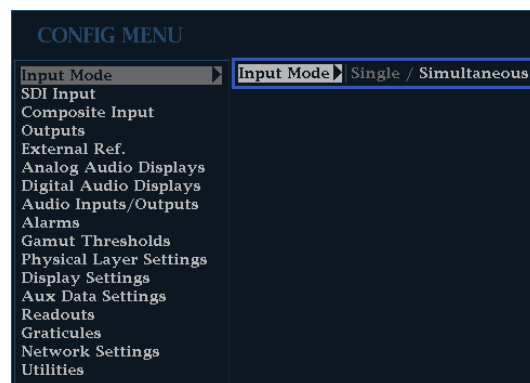 CONFIG MENU
Input Mode
SDI Input
Composite Input
Outputs
External Ref.
Analog Audio Displays
Digital Audio Displays
Audio Inputs/Outputs
Alarms
Gamut Thresholds
Physical Layer Settings
Display Settings
Aux Data Settings
Readouts
Graticules
Network Settings
Utilities
Input Mode Single / Simultaneous